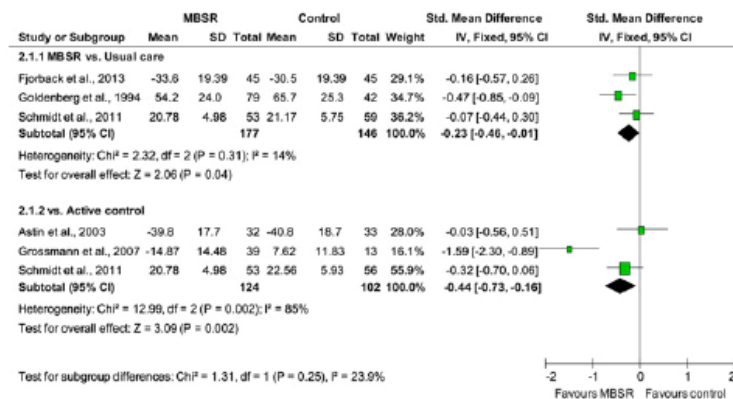 MBSR Control Std. Mean Difference Std. Mean Difference
Study or Subgroup Mean SD Total Mean SD Total Weight IV, Fixed, 95% CI IV, Fixed, 95% CI
2.1.1 MBSR vs. Usual care
Fjorback et al., 2013 -33.6 19.39 45 -30.5 19.39 45 29.1% -0.16 [-0.57, 0.26]
Goldenberg et al., 1994 54.2 24.0 79 65.7 25.3 42 34.7% -0.47 [-0.85, -0.09]
Schmidt et al., 2011 20.78 4.98 53 21.17 5.75 59 36.2% -0.07 [-0.44, 0.30]
Subtotal (95% CI) 177 146 100.0% -0.23 [-0.46, -0.01]
Heterogeneity: Chi² = 2.32, df = 2 (P = 0.31); I² = 14%
Test for overall effect: Z = 2.06 (P = 0.04)
2.1.2 vs. Active control
Astin et al., 2003 -39.8 17.7 32 -40.8 18.7 33 28.0% -0.03 [-0.56, 0.51]
Grossmann et al., 2007 -14.87 14.48 39 7.62 11.83 13 16.1% -1.59 [-2.30, -0.89]
Schmidt et al., 2011 20.78 4.98 53 22.56 5.93 56 55.9% -0.32 [-0.70, 0.06]
Subtotal (95% CI) 124 102 100.0% -0.44 [-0.73, -0.16]
Heterogeneity: Chi² = 12.99, df = 2 (P = 0.002); I² = 85%
Test for overall effect: Z = 3.09 (P = 0.002)
Test for subgroup differences: Chi² = 1.31, df = 1 (P = 0.25), I² = 23.9%
-2 -1 0 1 2
Favours MBSR Favours control